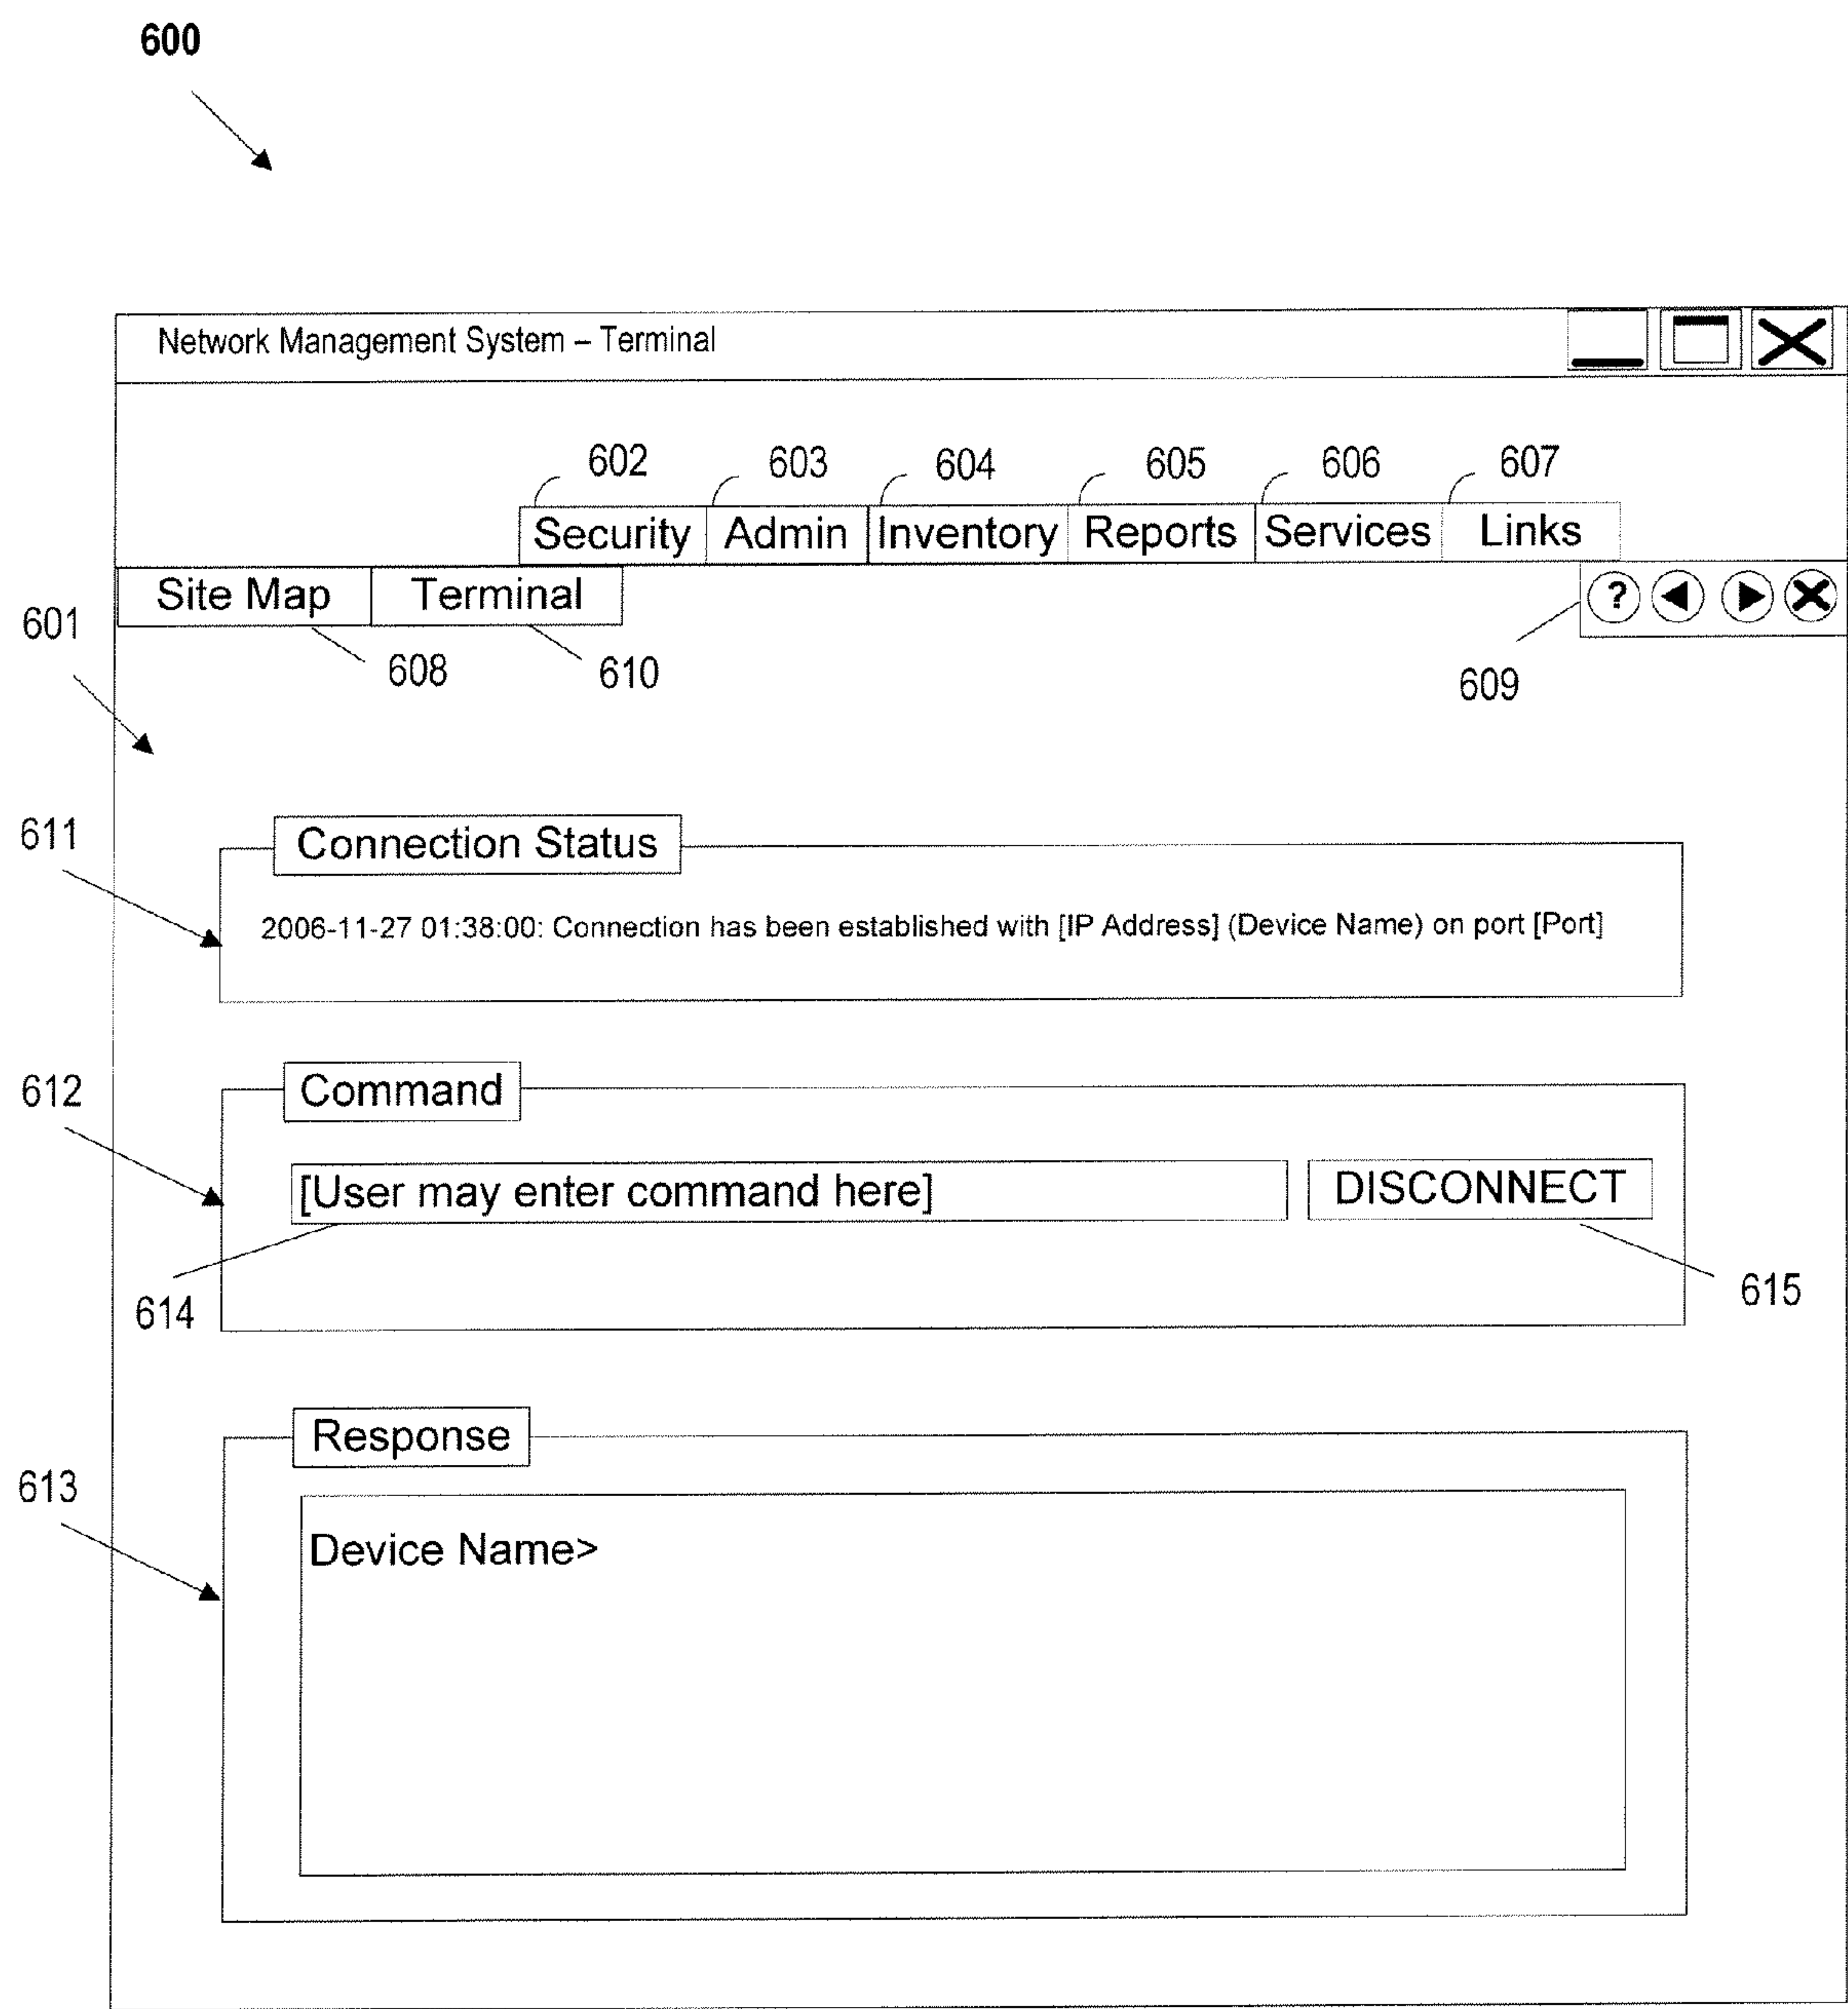 600
Network Management System – Terminal
602 603 604 605 606 607
Security Admin Inventory Reports Services Links
Site Map Terminal ?
601
608 610 609
611
Connection Status
2006-11-27 01:38:00: Connection has been established with [IP Address] (Device Name) on port [Port]
612
Command
[User may enter command here] DISCONNECT
614 615
Response
613
Device Name>